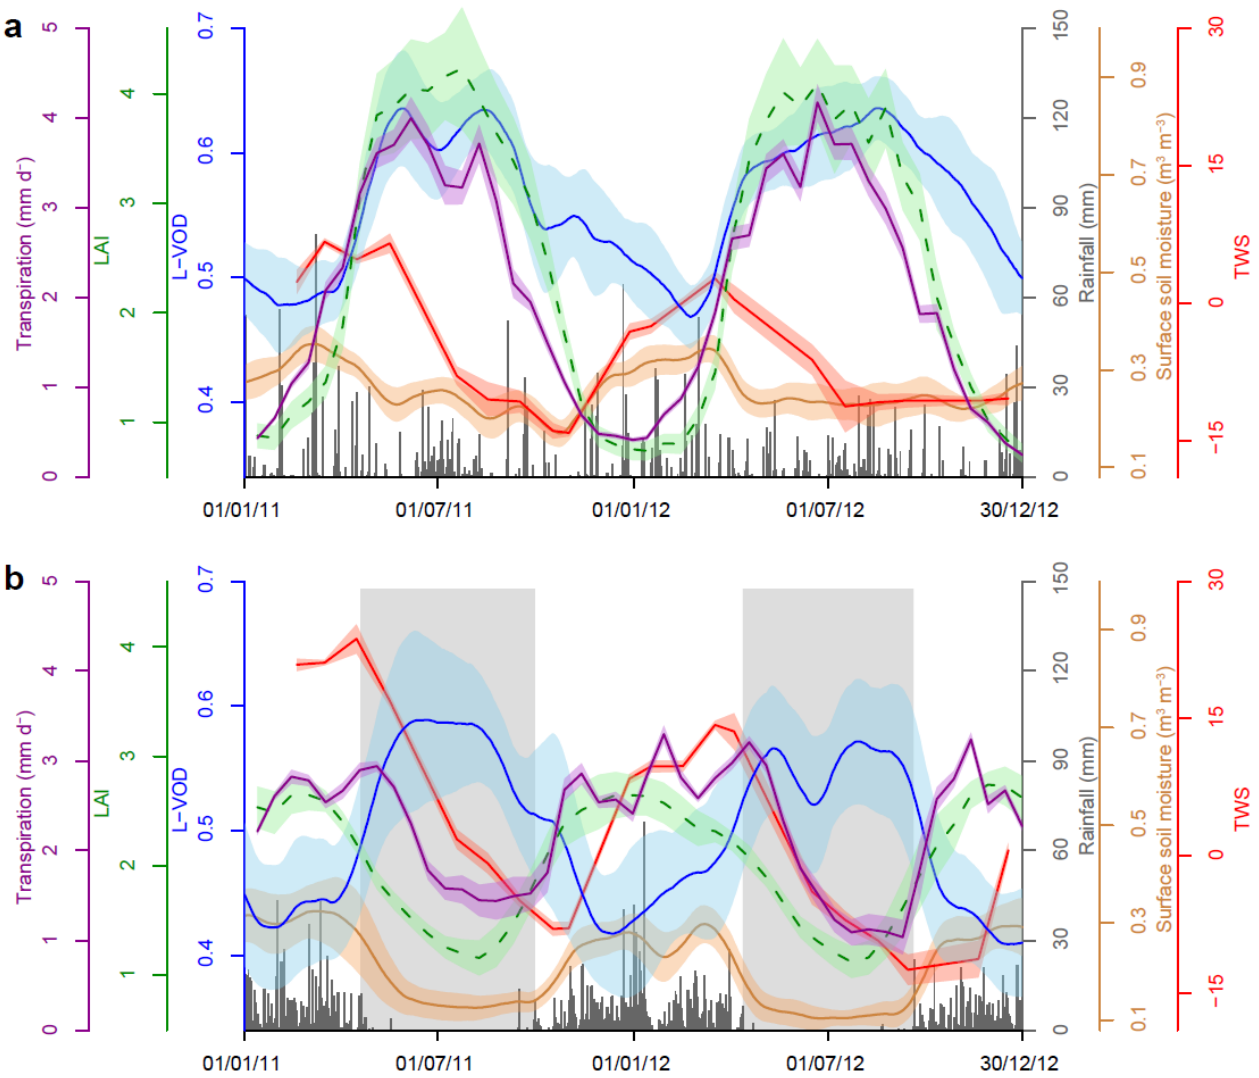 a
Transpiration (mm d⁻)
0 1 2 3 4 5
LAI
1 2 3 4
L−VOD
0.4 0.5 0.6 0.7
Rainfall (mm)
0 30 60 90 120 150
Surface soil moisture (m³ m⁻³)
0.1 0.3 0.5 0.7 0.9
TWS
−15 0 15 30
01/01/11 01/07/11 01/01/12 01/07/12 30/12/12
b
Transpiration (mm d⁻)
0 1 2 3 4 5
LAI
1 2 3 4
L−VOD
0.4 0.5 0.6 0.7
Rainfall (mm)
0 30 60 90 120 150
Surface soil moisture (m³ m⁻³)
0.1 0.3 0.5 0.7 0.9
TWS
−15 0 15 30
01/01/11 01/07/11 01/01/12 01/07/12 30/12/12